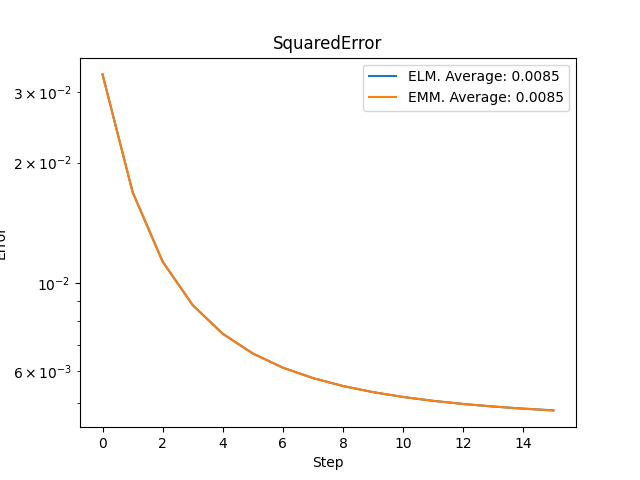 SquaredError
ELM. Average: 0.0085
EMM. Average: 0.0085
3 × 10⁻²
2 × 10⁻²
10⁻²
6 × 10⁻³
Error
0 2 4 6 8 10 12 14
Step